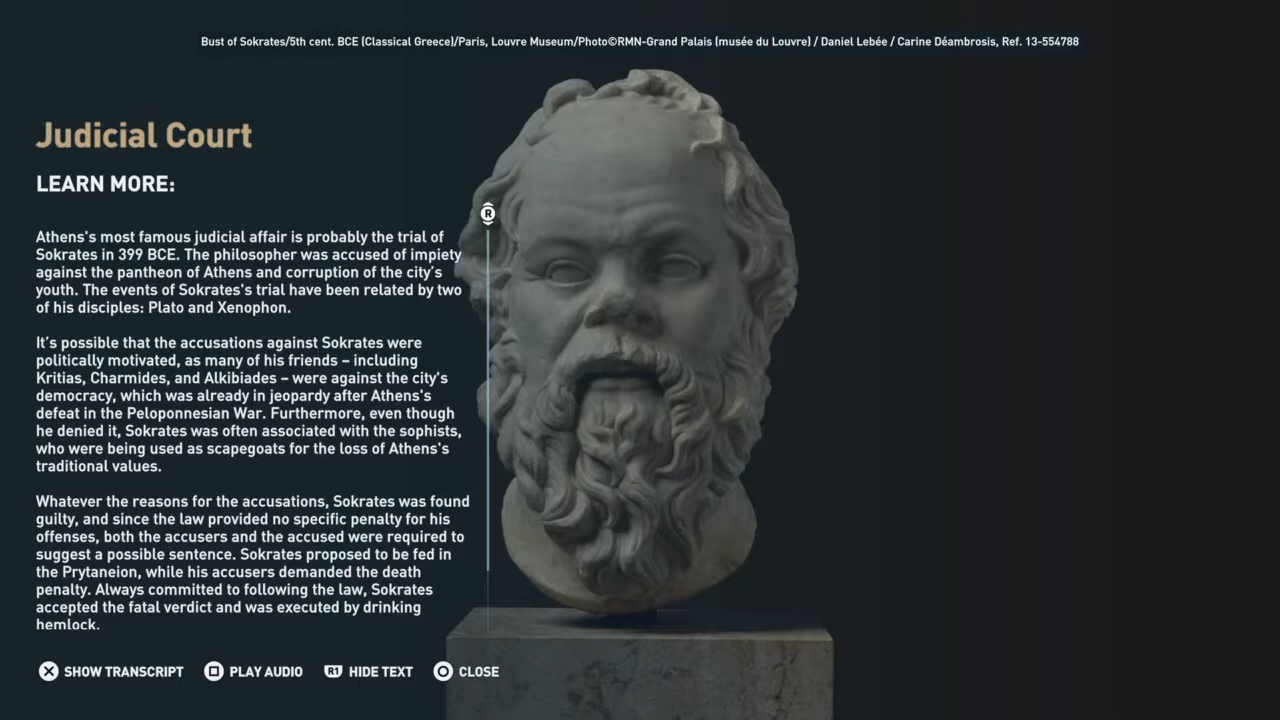 Bust of Sokrates/5th cent. BCE (Classical Greece)/Paris, Louvre Museum/Photo©RMN-Grand Palais (musée du Louvre) / Daniel Lebée / Carine Déambrosis, Ref. 13-554788
Judicial Court
LEARN MORE:
R
Athens's most famous judicial affair is probably the trial of
Sokrates in 399 BCE. The philosopher was accused of impiety
against the pantheon of Athens and corruption of the city's
youth. The events of Sokrates's trial have been related by two
of his disciples: Plato and Xenophon.
It's possible that the accusations against Sokrates were
politically motivated, as many of his friends – including
Kritias, Charmides, and Alkibiades – were against the city's
democracy, which was already in jeopardy after Athens's
defeat in the Peloponnesian War. Furthermore, even though
he denied it, Sokrates was often associated with the sophists,
who were being used as scapegoats for the loss of Athens's
traditional values.
Whatever the reasons for the accusations, Sokrates was found
guilty, and since the law provided no specific penalty for his
offenses, both the accusers and the accused were required to
suggest a possible sentence. Sokrates proposed to be fed in
the Prytaneion, while his accusers demanded the death
penalty. Always committed to following the law, Sokrates
accepted the fatal verdict and was executed by drinking
hemlock.
SHOW TRANSCRIPT PLAY AUDIO R1 HIDE TEXT CLOSE